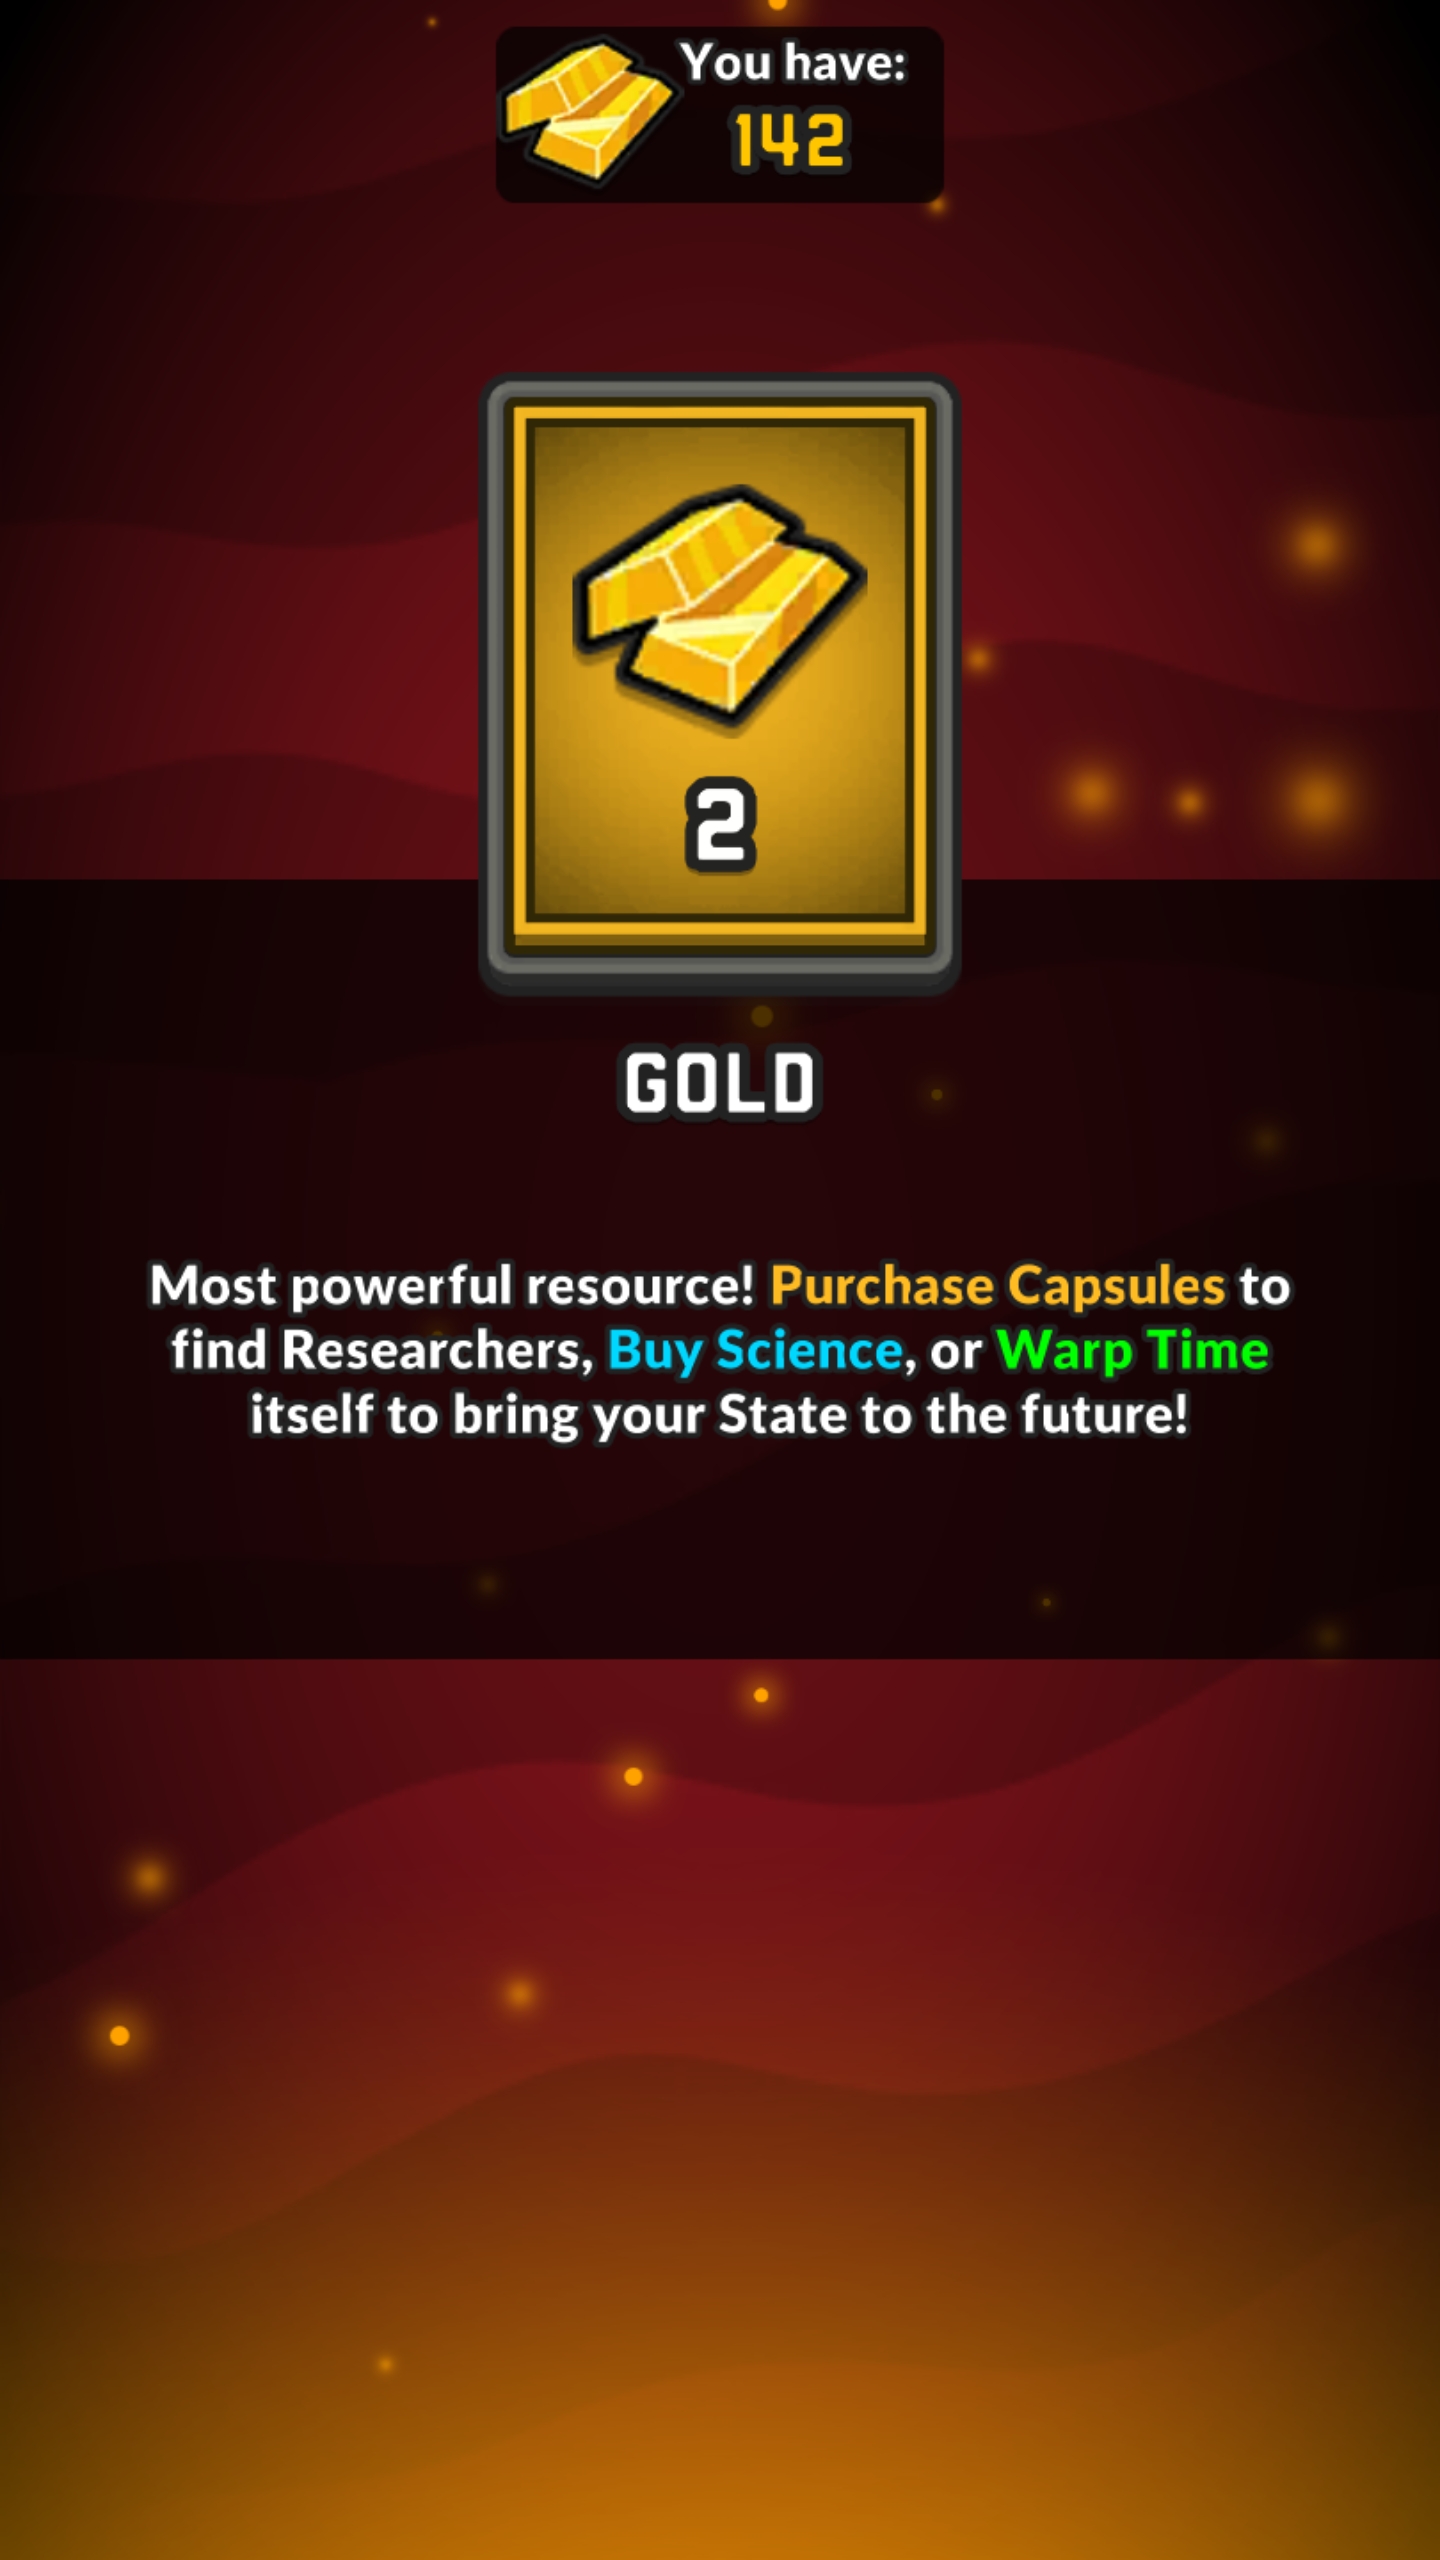 You have:
142
2
GOLD
Most powerful resource! Purchase Capsules to
find Researchers, Buy Science, or Warp Time
itself to bring your State to the future!